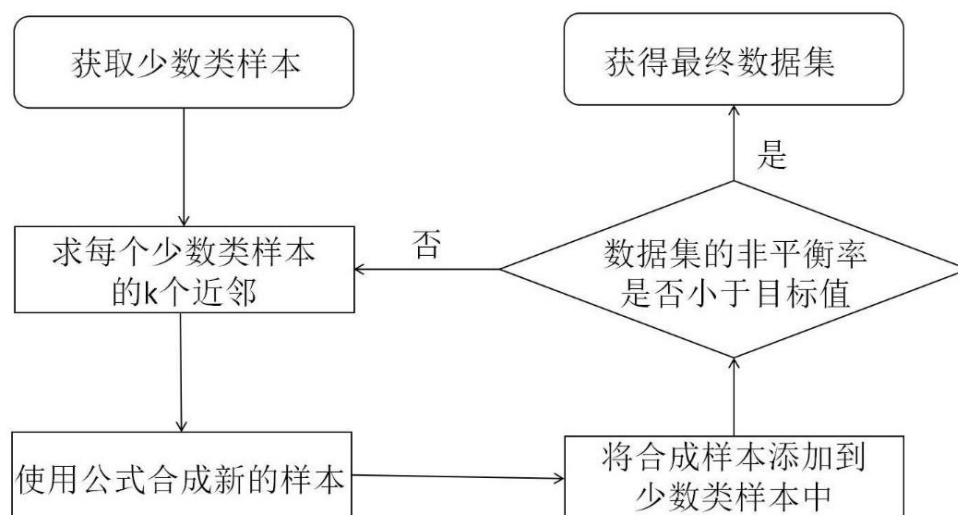 获取少数类样本
获得最终数据集
是
求每个少数类样本
的k个近邻
否
数据集的非平衡率
是否小于目标值
使用公式合成新的样本
将合成样本添加到
少数类样本中